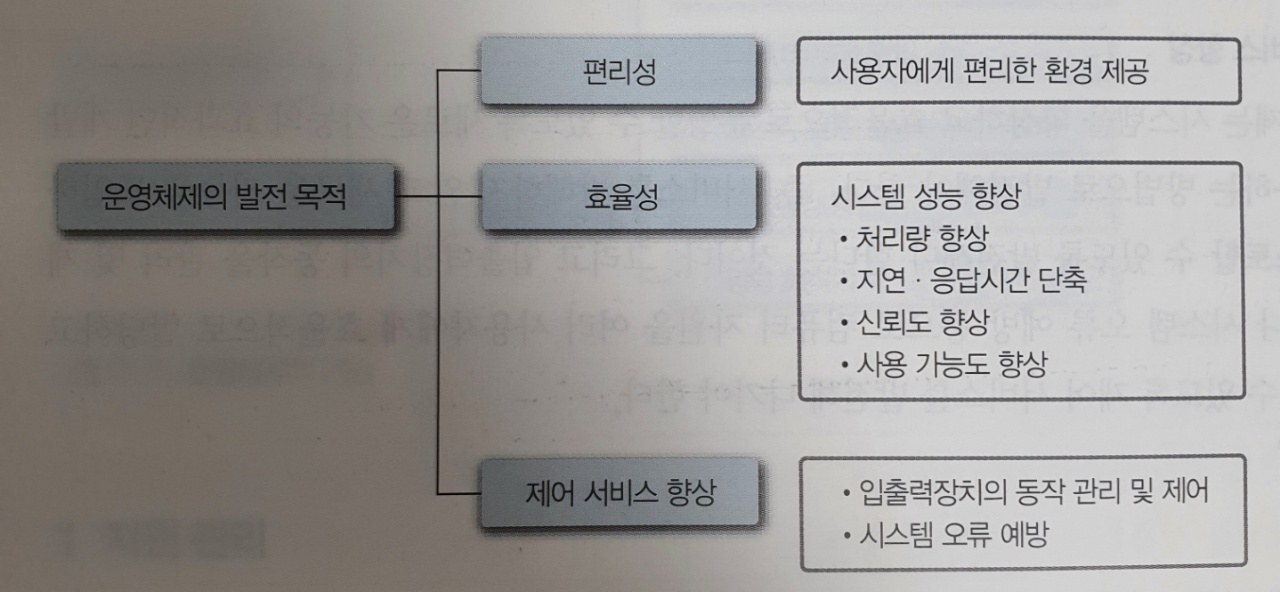 편리성
사용자에게 편리한 환경 제공
운영체제의 발전 목적
효율성
시스템 성능 향상
• 처리량 향상
• 지연 · 응답시간 단축
• 신뢰도 향상
• 사용 가능도 향상
제어 서비스 향상
• 입출력장치의 동작 관리 및 제어
• 시스템 오류 예방